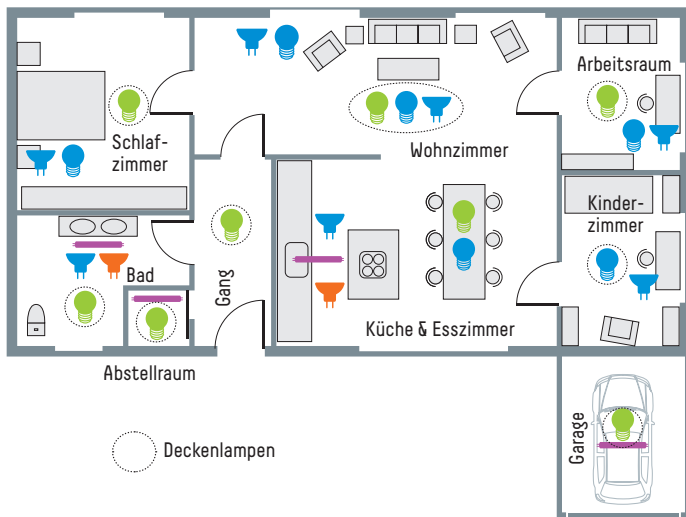 Arbeitsraum
Schlaf-
zimmer
Wohnzimmer
Kinder-
zimmer
Bad
Gang
Küche & Esszimmer
Abstellraum
Garage
Deckenlampen